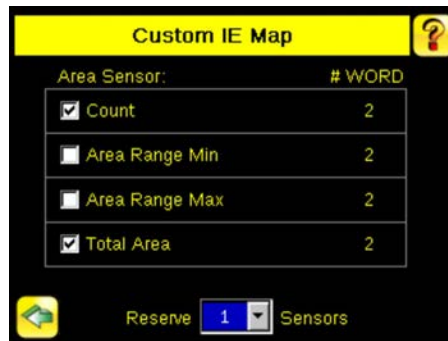 Custom IE Map ?
Area Sensor: # WORD
Count 2
Area Range Min 2
Area Range Max 2
Total Area 2
Reserve 1 Sensors